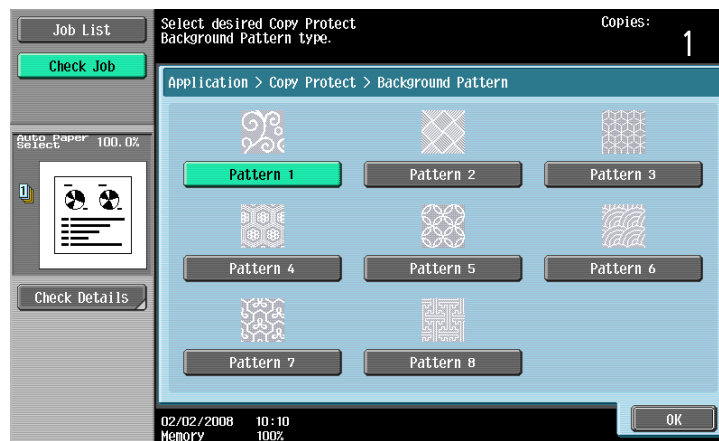 Job List
Check Job
Select desired Copy Protect
Background Pattern type.
Copies:
1
Application > Copy Protect > Background Pattern
Auto Paper
Select
100.0%
1
Pattern 1
Pattern 2
Pattern 3
Pattern 4
Pattern 5
Pattern 6
Pattern 7
Pattern 8
Check Details
02/02/2008 10:10
Memory 100%
OK